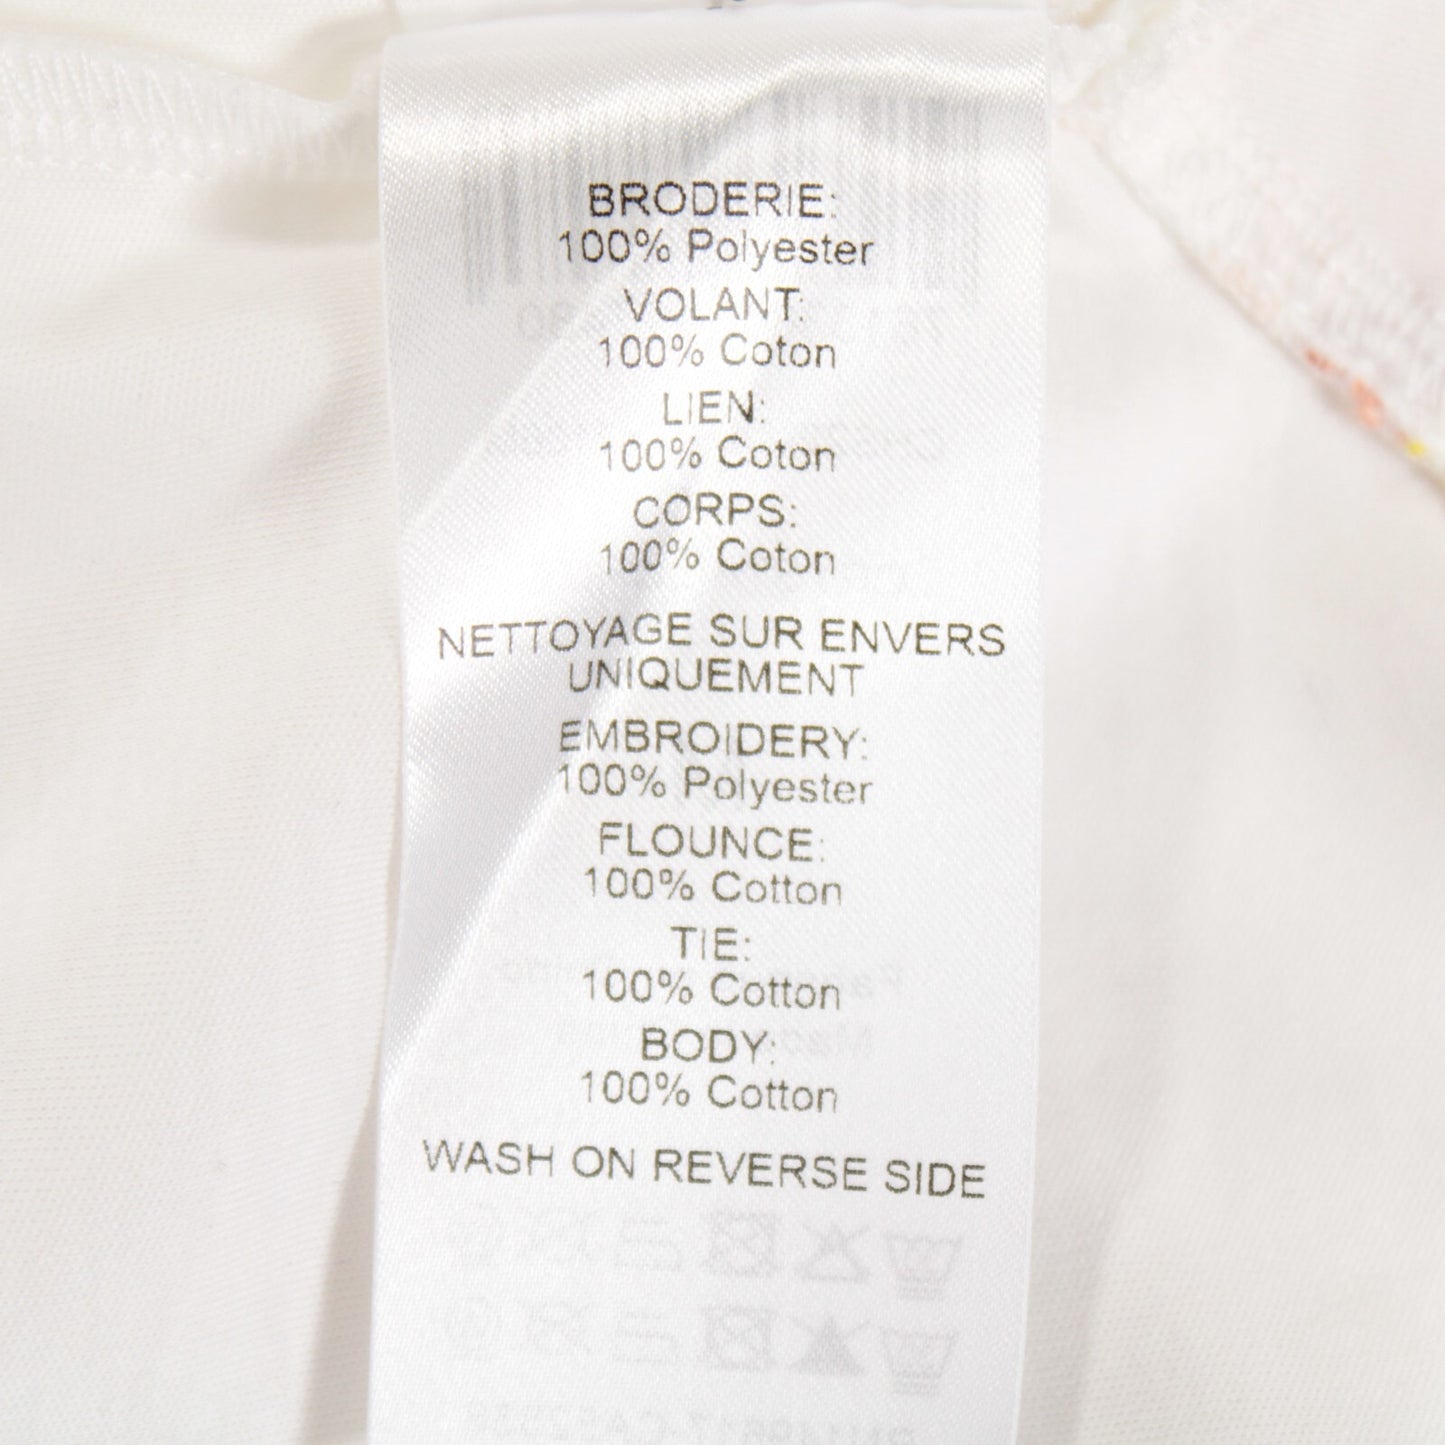 BRODERIE:
100% Polyester
VOLANT:
100% Coton
LIEN:
100% Coton
CORPS:
100% Coton
NETTOYAGE SUR ENVERS
UNIQUEMENT
EMBROIDERY:
100% Polyester
FLOUNCE:
100% Cotton
TIE:
100% Cotton
BODY:
100% Cotton
WASH ON REVERSE SIDE